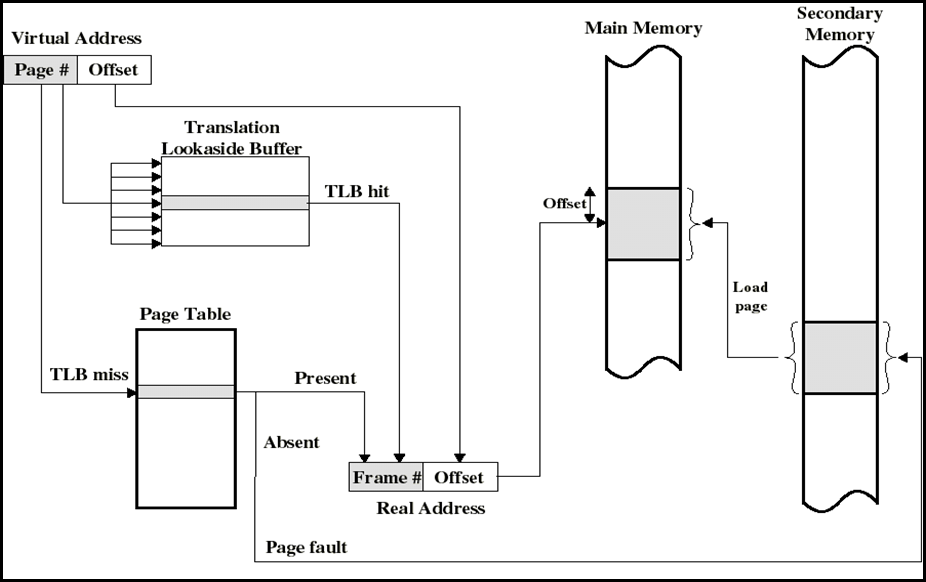 Virtual Address
Page #
Offset
Translation
Lookaside Buffer
TLB hit
Page Table
TLB miss
Present
Absent
Frame #
Offset
Real Address
Page fault
Main Memory
Offset
Load
page
Secondary
Memory